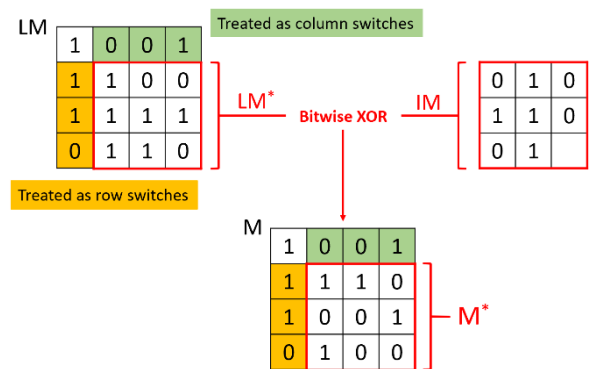 LM
Treated as column switches
1 0 0 1
1 1 0 0
1 1 1 1
0 1 1 0
LM*
Bitwise XOR
IM
0 1 0
1 1 0
0 1
Treated as row switches
M
1 0 0 1
1 1 1 0
1 0 0 1
0 1 0 0
M*